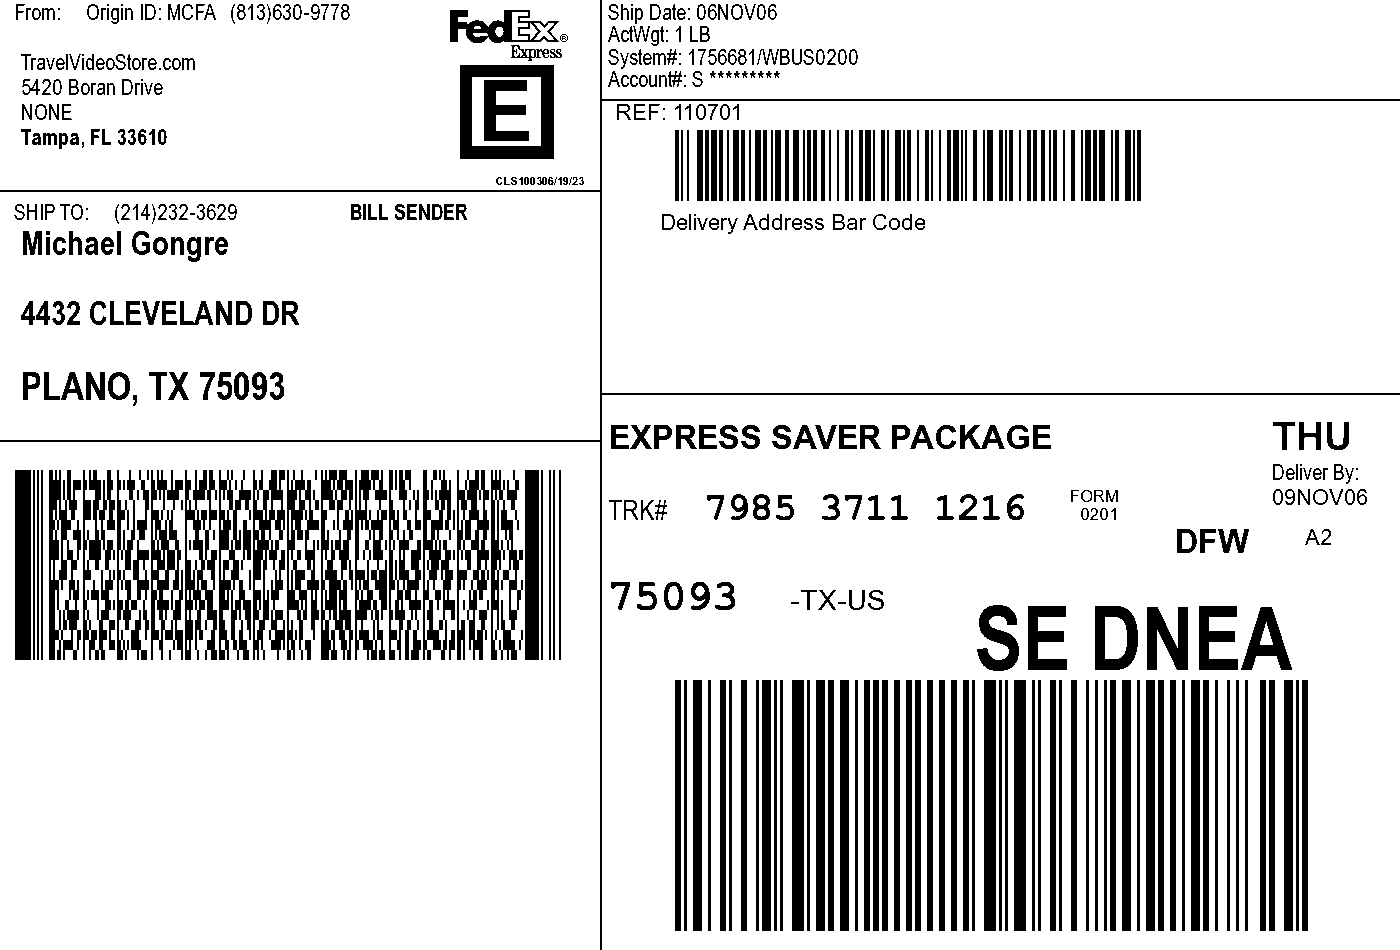 From: Origin ID: MCFA (813)630-9778
TravelVideoStore.com
5420 Boran Drive
NONE
Tampa, FL 33610
FedEx®
Express
E
CLS100306/19/23
SHIP TO: (214)232-3629 BILL SENDER
Michael Gongre
4432 CLEVELAND DR
PLANO, TX 75093
Ship Date: 06NOV06
ActWgt: 1 LB
System#: 1756681/WBUS0200
Account#: S *********
REF: 110701
Delivery Address Bar Code
EXPRESS SAVER PACKAGE
THU
Deliver By:
09NOV06
TRK# 7985 3711 1216
FORM
0201
DFW A2
75093 -TX-US
SE DNEA